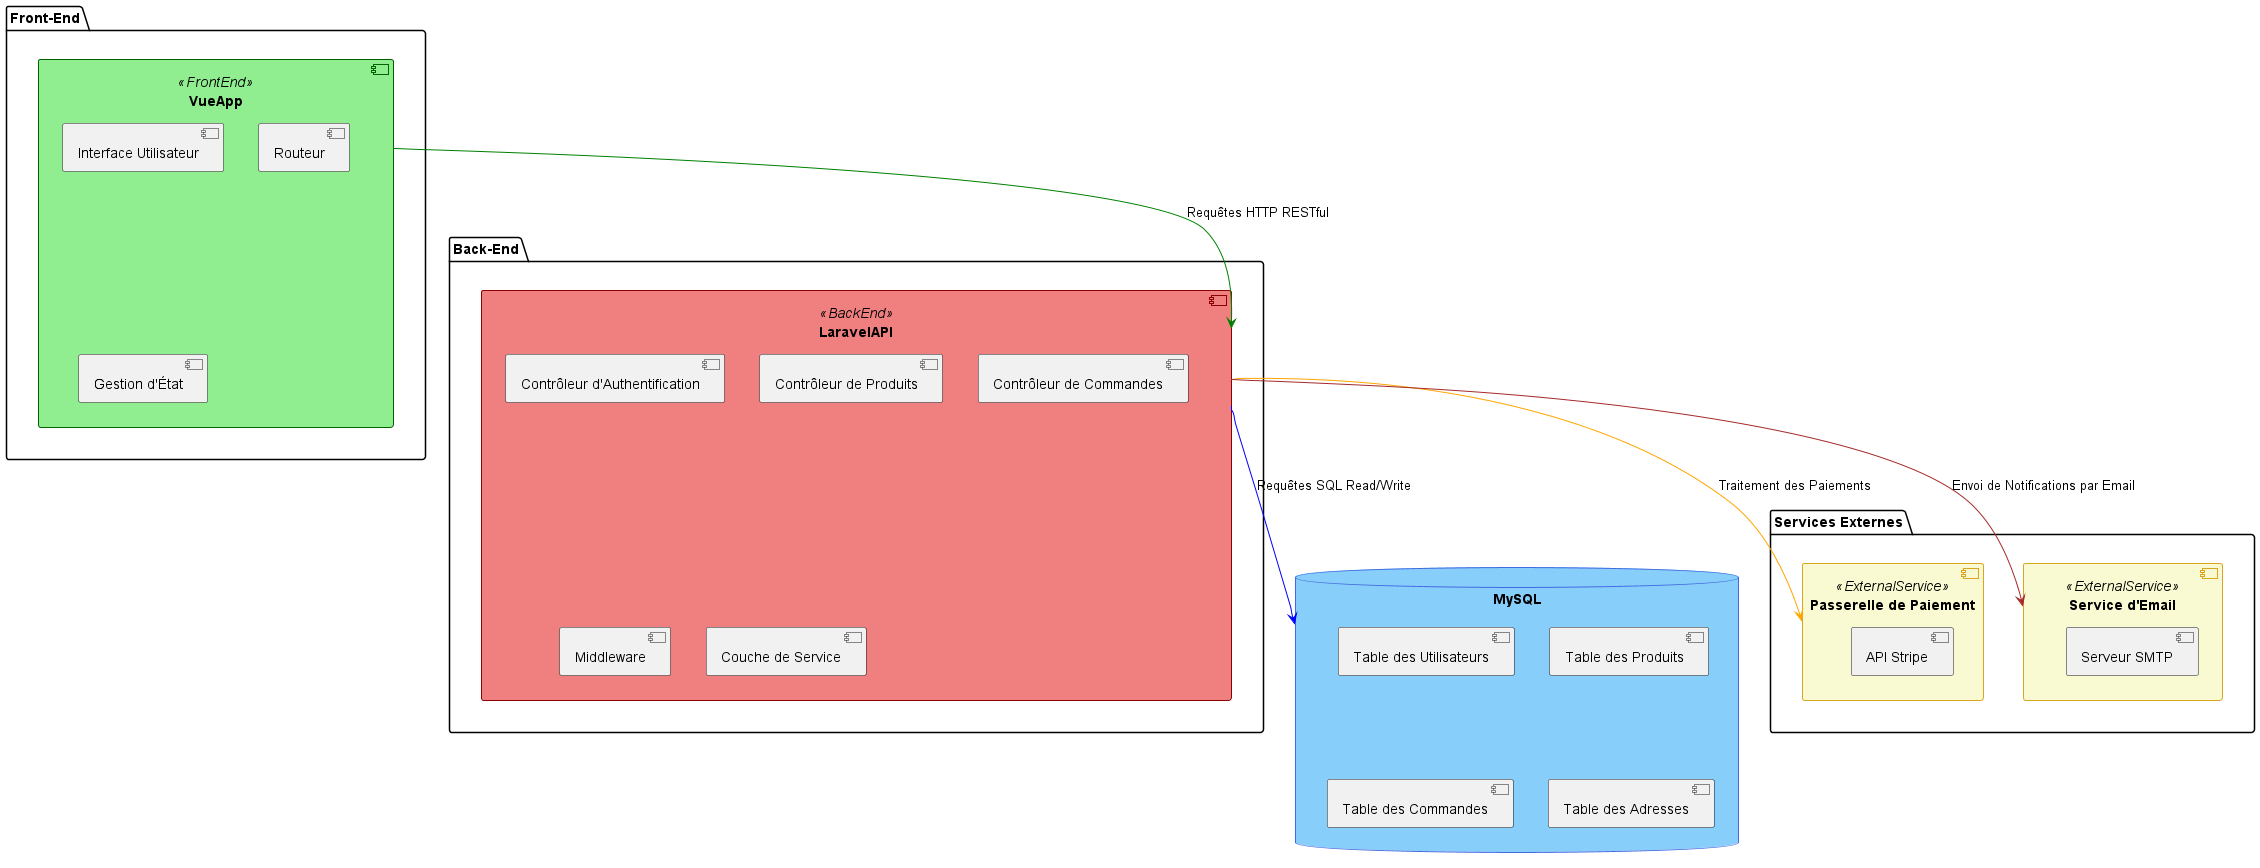 Front-End
«FrontEnd»
VueApp
Interface Utilisateur
Routeur
Gestion d'État
Requêtes HTTP RESTful
Back-End
«BackEnd»
LaravelAPI
Contrôleur d'Authentification
Contrôleur de Produits
Contrôleur de Commandes
Middleware
Couche de Service
Requêtes SQL Read/Write
Traitement des Paiements
Envoi de Notifications par Email
MySQL
Table des Utilisateurs
Table des Produits
Table des Commandes
Table des Adresses
Services Externes
«ExternalService»
Passerelle de Paiement
API Stripe
«ExternalService»
Service d'Email
Serveur SMTP